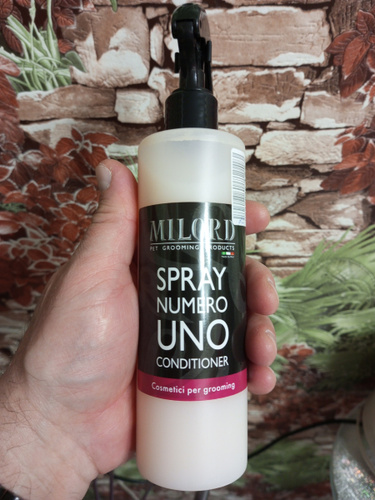 MILORD
PET GROOMING PRODUCTS
SPRAY
NUMERO
UNO
CONDITIONER
Cosmetici per grooming